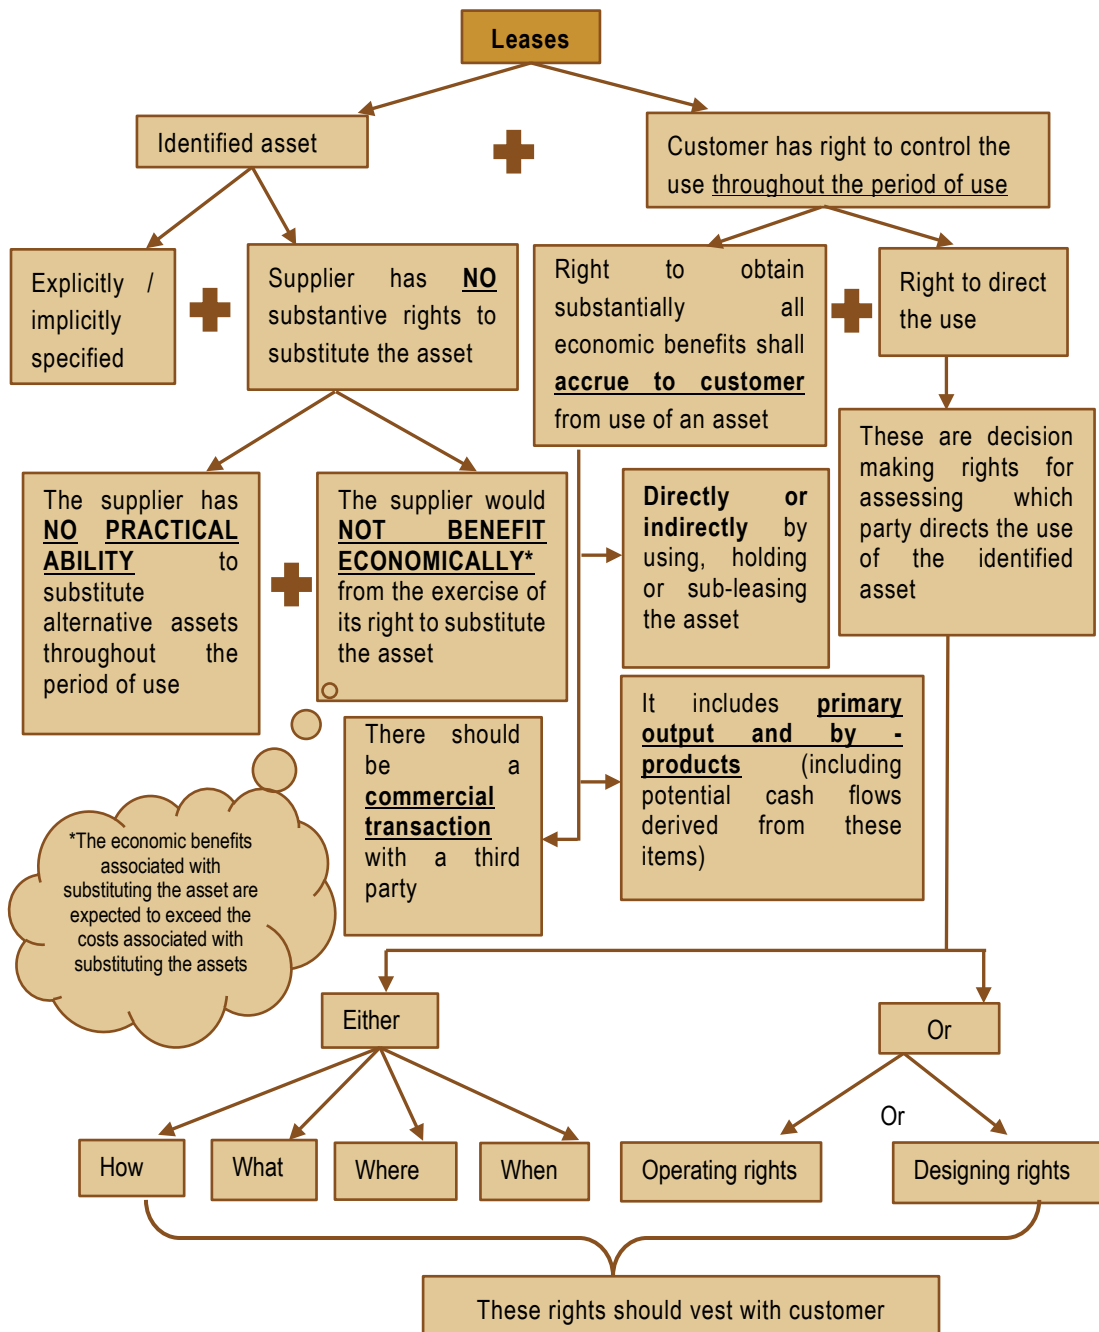 Leases
Identified asset
Customer has right to control the
use throughout the period of use
Explicitly /
implicitly
specified
Supplier has NO
substantive rights to
substitute the asset
Right to obtain
substantially all
economic benefits shall
accrue to customer
from use of an asset
Right to direct
the use
The supplier has
NO PRACTICAL
ABILITY to
substitute
alternative assets
throughout the
period of use
The supplier would
NOT BENEFIT
ECONOMICALLY*
from the exercise of
its right to substitute
the asset
Directly or
indirectly by
using, holding
or sub-leasing
the asset
These are decision
making rights for
assessing which
party directs the use
of the identified
asset
There should
be a
commercial
transaction
with a third
party
It includes primary
output and by -
products (including
potential cash flows
derived from these
items)
*The economic benefits
associated with
substituting the asset are
expected to exceed the
costs associated with
substituting the assets
Either
Or
How
What
Where
When
Or
Operating rights
Designing rights
These rights should vest with customer